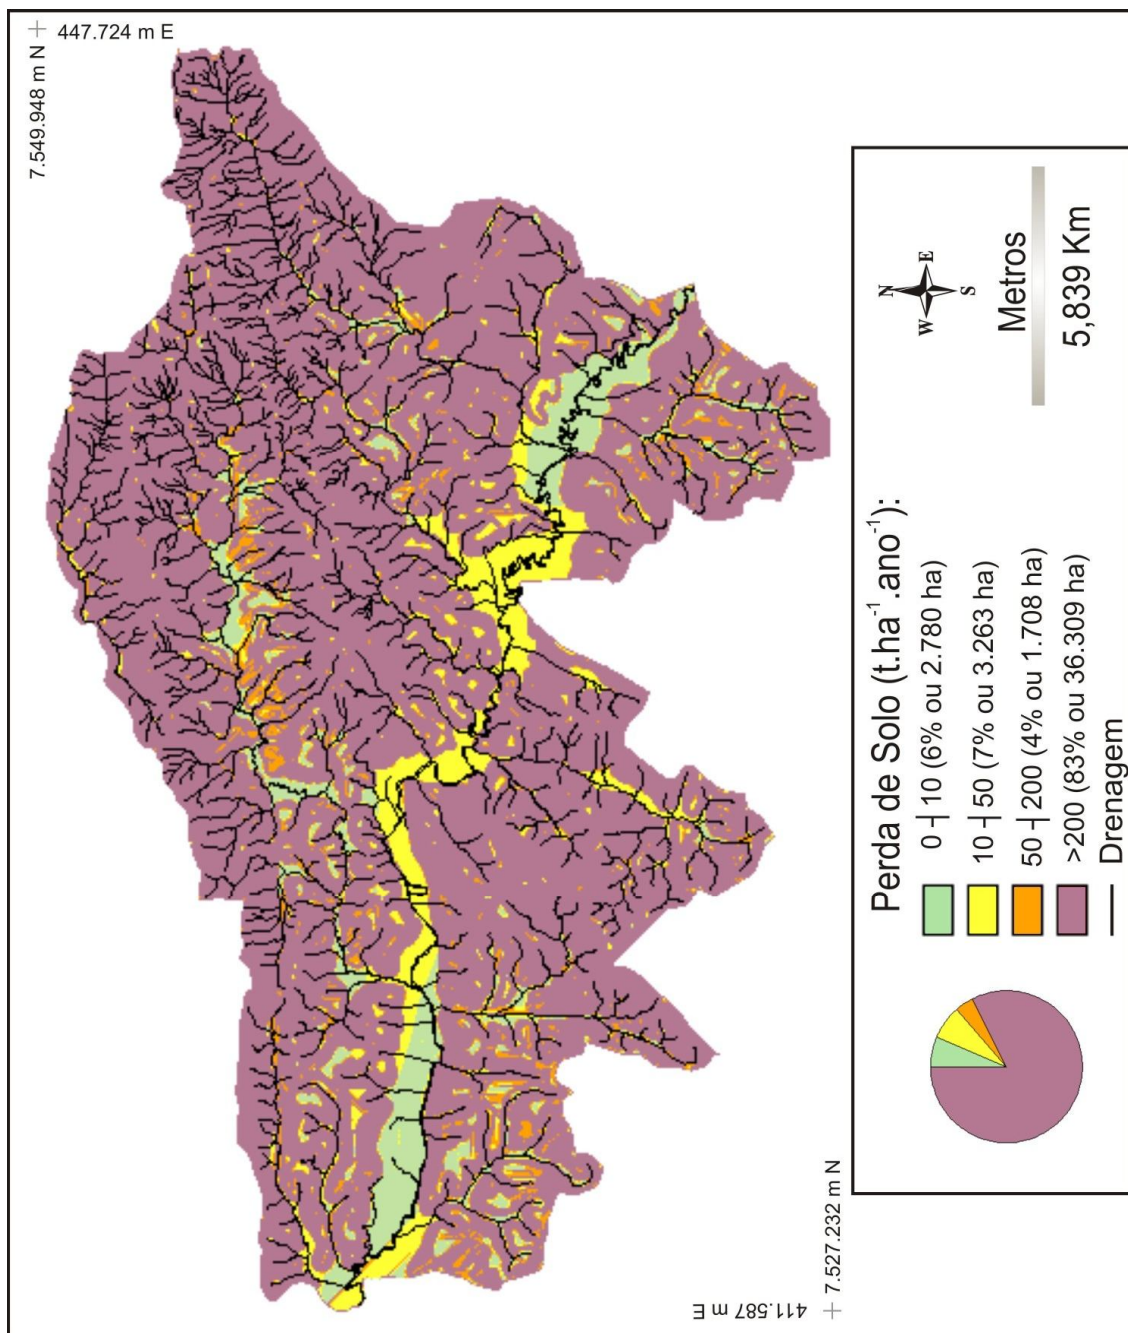 447.724 m E
7.549.948 m N
N
W
E
S
Metros
5,839 Km
Perda de Solo (t.ha⁻¹.ano⁻¹):
0 ⊣ 10 (6% ou 2.780 ha)
10 ⊣ 50 (7% ou 3.263 ha)
50 ⊣ 200 (4% ou 1.708 ha)
>200 (83% ou 36.309 ha)
Drenagem
411.587 m E
7.527.232 m N